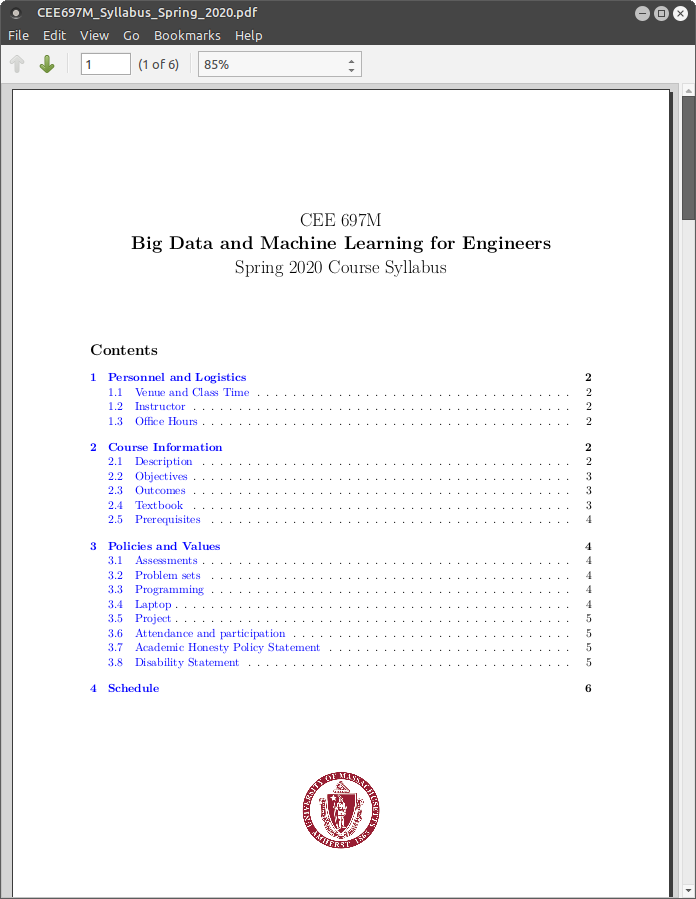 CEE697M_Syllabus_Spring_2020.pdf
File Edit View Go Bookmarks Help
1 (1 of 6) 85%
CEE 697M
Big Data and Machine Learning for Engineers
Spring 2020 Course Syllabus
Contents
1 Personnel and Logistics 2
1.1 Venue and Class Time . . . . . . . . . . . . . . . . . . . . . . . . . . . . . . . . . . . 2
1.2 Instructor . . . . . . . . . . . . . . . . . . . . . . . . . . . . . . . . . . . . . . . . . . 2
1.3 Office Hours . . . . . . . . . . . . . . . . . . . . . . . . . . . . . . . . . . . . . . . . . 2
2 Course Information 2
2.1 Description . . . . . . . . . . . . . . . . . . . . . . . . . . . . . . . . . . . . . . . . . 2
2.2 Objectives . . . . . . . . . . . . . . . . . . . . . . . . . . . . . . . . . . . . . . . . . . 3
2.3 Outcomes . . . . . . . . . . . . . . . . . . . . . . . . . . . . . . . . . . . . . . . . . . 3
2.4 Textbook . . . . . . . . . . . . . . . . . . . . . . . . . . . . . . . . . . . . . . . . . . 3
2.5 Prerequisites . . . . . . . . . . . . . . . . . . . . . . . . . . . . . . . . . . . . . . . . 4
3 Policies and Values 4
3.1 Assessments . . . . . . . . . . . . . . . . . . . . . . . . . . . . . . . . . . . . . . . . . 4
3.2 Problem sets . . . . . . . . . . . . . . . . . . . . . . . . . . . . . . . . . . . . . . . . 4
3.3 Programming . . . . . . . . . . . . . . . . . . . . . . . . . . . . . . . . . . . . . . . . 4
3.4 Laptop . . . . . . . . . . . . . . . . . . . . . . . . . . . . . . . . . . . . . . . . . . . . 4
3.5 Project . . . . . . . . . . . . . . . . . . . . . . . . . . . . . . . . . . . . . . . . . . . . 5
3.6 Attendance and participation . . . . . . . . . . . . . . . . . . . . . . . . . . . . . . . 5
3.7 Academic Honesty Policy Statement . . . . . . . . . . . . . . . . . . . . . . . . . . . 5
3.8 Disability Statement . . . . . . . . . . . . . . . . . . . . . . . . . . . . . . . . . . . . 5
4 Schedule 6
UNIVERSITY OF MASSACHUSETTS
AMHERST 1863